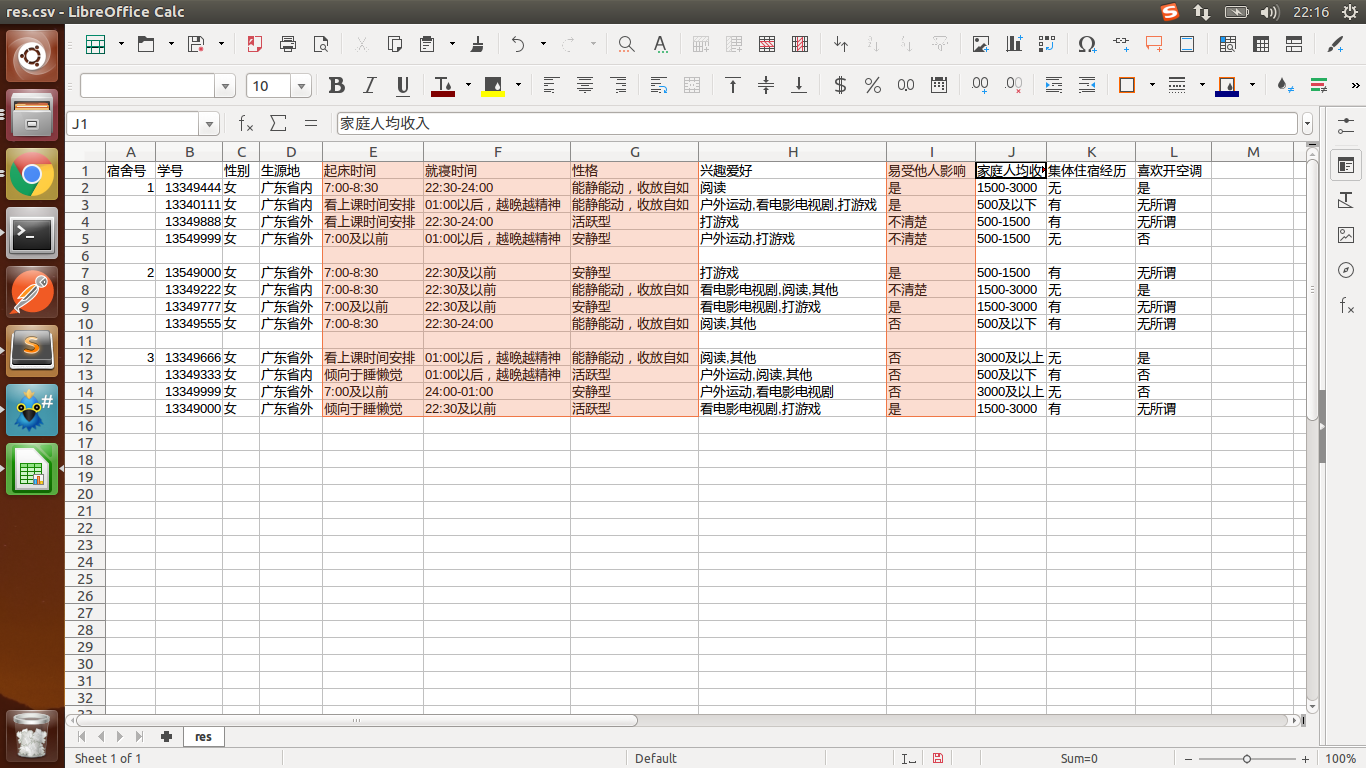 res.csv - LibreOffice Calc
22:16
10
J1
家庭人均收入
A B C D E F G H I J K L M
1 宿舍号 学号 性别 生源地 起床时间 就寝时间 性格 兴趣爱好 易受他人影响 家庭人均收 集体住宿经历 喜欢开空调
2 1 13349444 女 广东省内 7:00-8:30 22:30-24:00 能静能动，收放自如 阅读 是 1500-3000 无 是
3 13340111 女 广东省内 看上课时间安排 01:00以后，越晚越精神 能静能动，收放自如 户外运动,看电影电视剧,打游戏 是 500及以下 有 无所谓
4 13349888 女 广东省外 看上课时间安排 22:30-24:00 活跃型 打游戏 不清楚 500-1500 有 无所谓
5 13549999 女 广东省外 7:00及以前 01:00以后，越晚越精神 安静型 户外运动,打游戏 不清楚 500-1500 无 否
6
7 2 13549000 女 广东省外 7:00-8:30 22:30及以前 安静型 打游戏 是 500-1500 有 无所谓
8 13349222 女 广东省内 7:00-8:30 22:30及以前 能静能动，收放自如 看电影电视剧,阅读,其他 不清楚 1500-3000 无 是
9 13349777 女 广东省外 7:00及以前 22:30及以前 安静型 看电影电视剧,打游戏 是 1500-3000 有 无所谓
10 13349555 女 广东省外 7:00-8:30 22:30-24:00 能静能动，收放自如 阅读,其他 否 500及以下 有 无所谓
11
12 3 13349666 女 广东省外 看上课时间安排 01:00以后，越晚越精神 能静能动，收放自如 阅读,其他 否 3000及以上 无 是
13 13349333 女 广东省内 倾向于睡懒觉 01:00以后，越晚越精神 活跃型 户外运动,阅读,其他 否 500及以下 有 否
14 13349999 女 广东省外 7:00及以前 24:00-01:00 安静型 户外运动,看电影电视剧 否 3000及以上 无 否
15 13349000 女 广东省外 倾向于睡懒觉 22:30及以前 活跃型 看电影电视剧,打游戏 是 1500-3000 有 无所谓
16
17
18
19
20
21
22
23
24
25
26
27
28
29
30
31
32
res
Sheet 1 of 1 Default Sum=0 100%